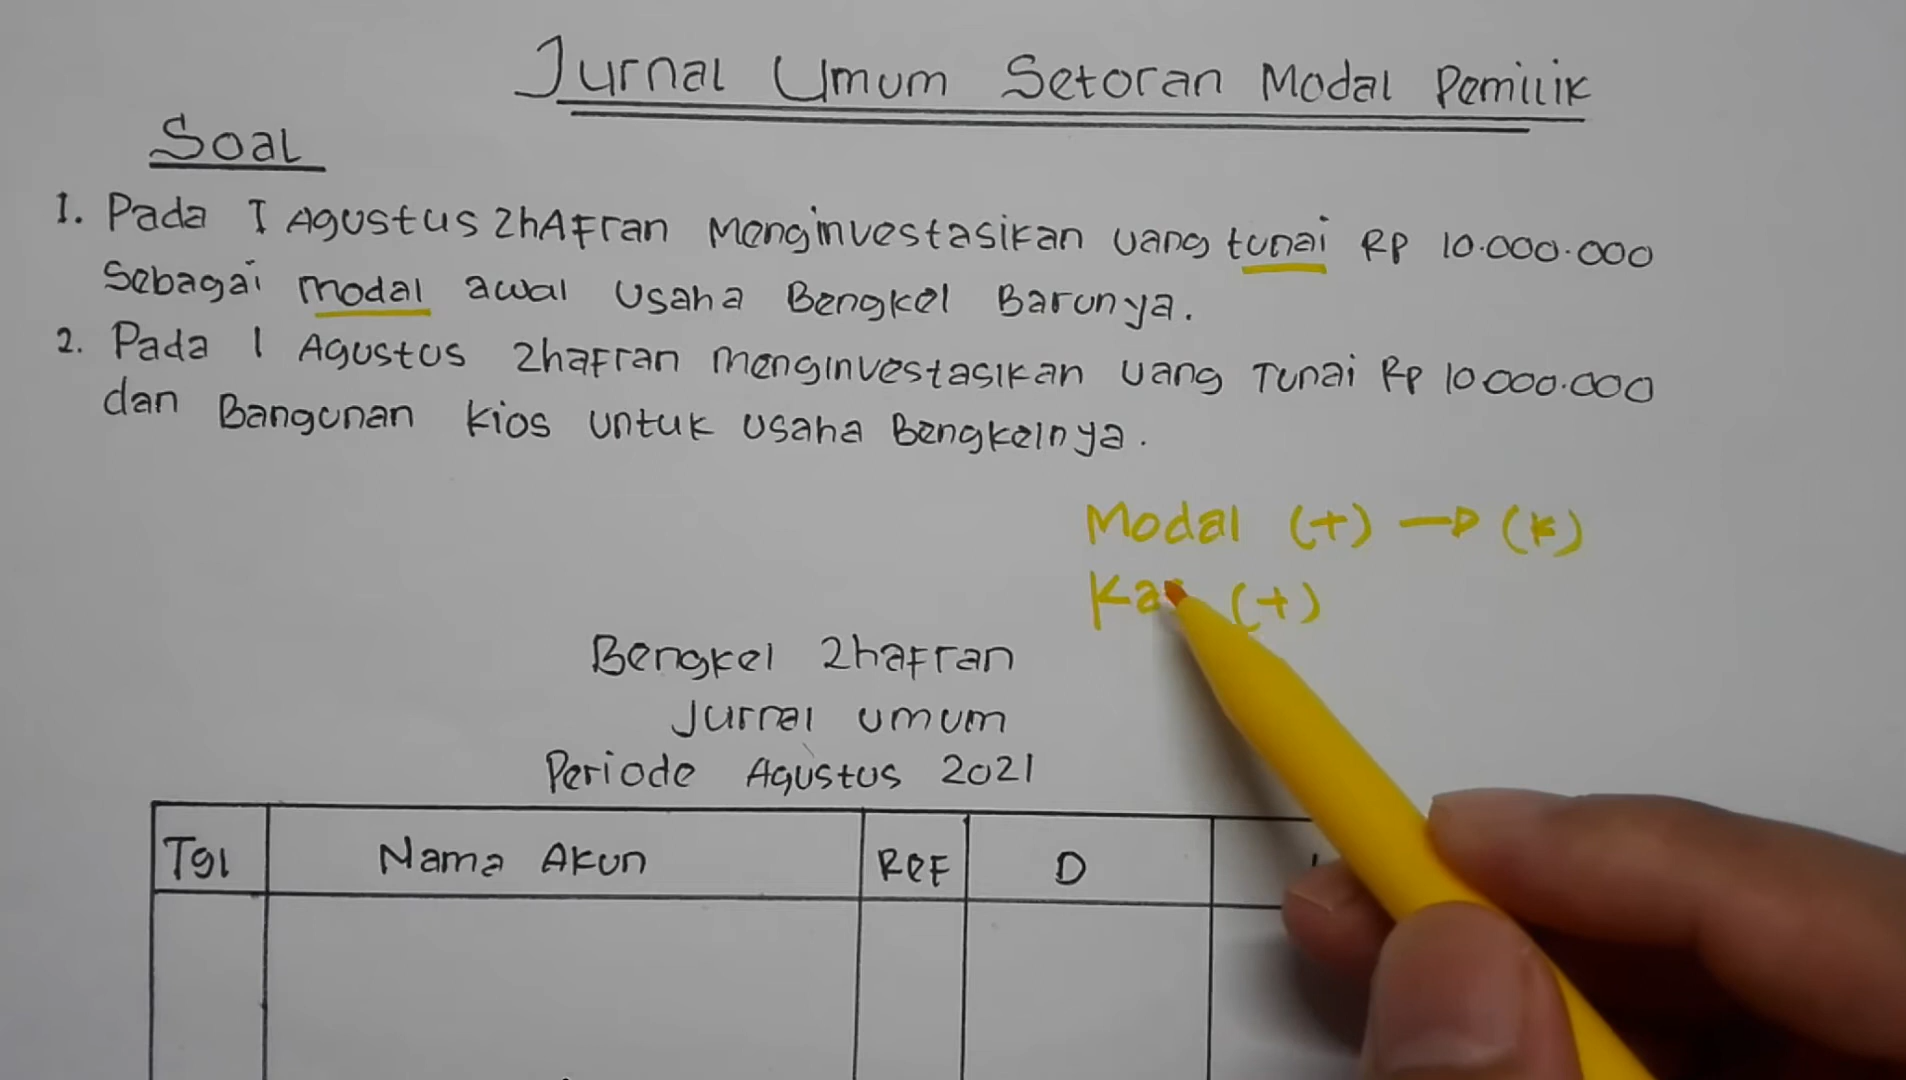 Jurnal Umum Setoran Modal Pemilik
Soal
1. Pada 1 Agustus Zhafran Menginvestasikan uang tunai Rp 10.000.000
Sebagai modal awal usaha Bengkel Barunya.
2. Pada 1 Agustus Zhafran menginvestasikan uang Tunai Rp 10 000.000
dan Bangunan kios untuk usaha Bengkelnya.
Modal (+) → (K)
(+)
Bengkel Zhafran
Jurnal umum
Periode Agustus 2021
Tgl Nama Akun REF D